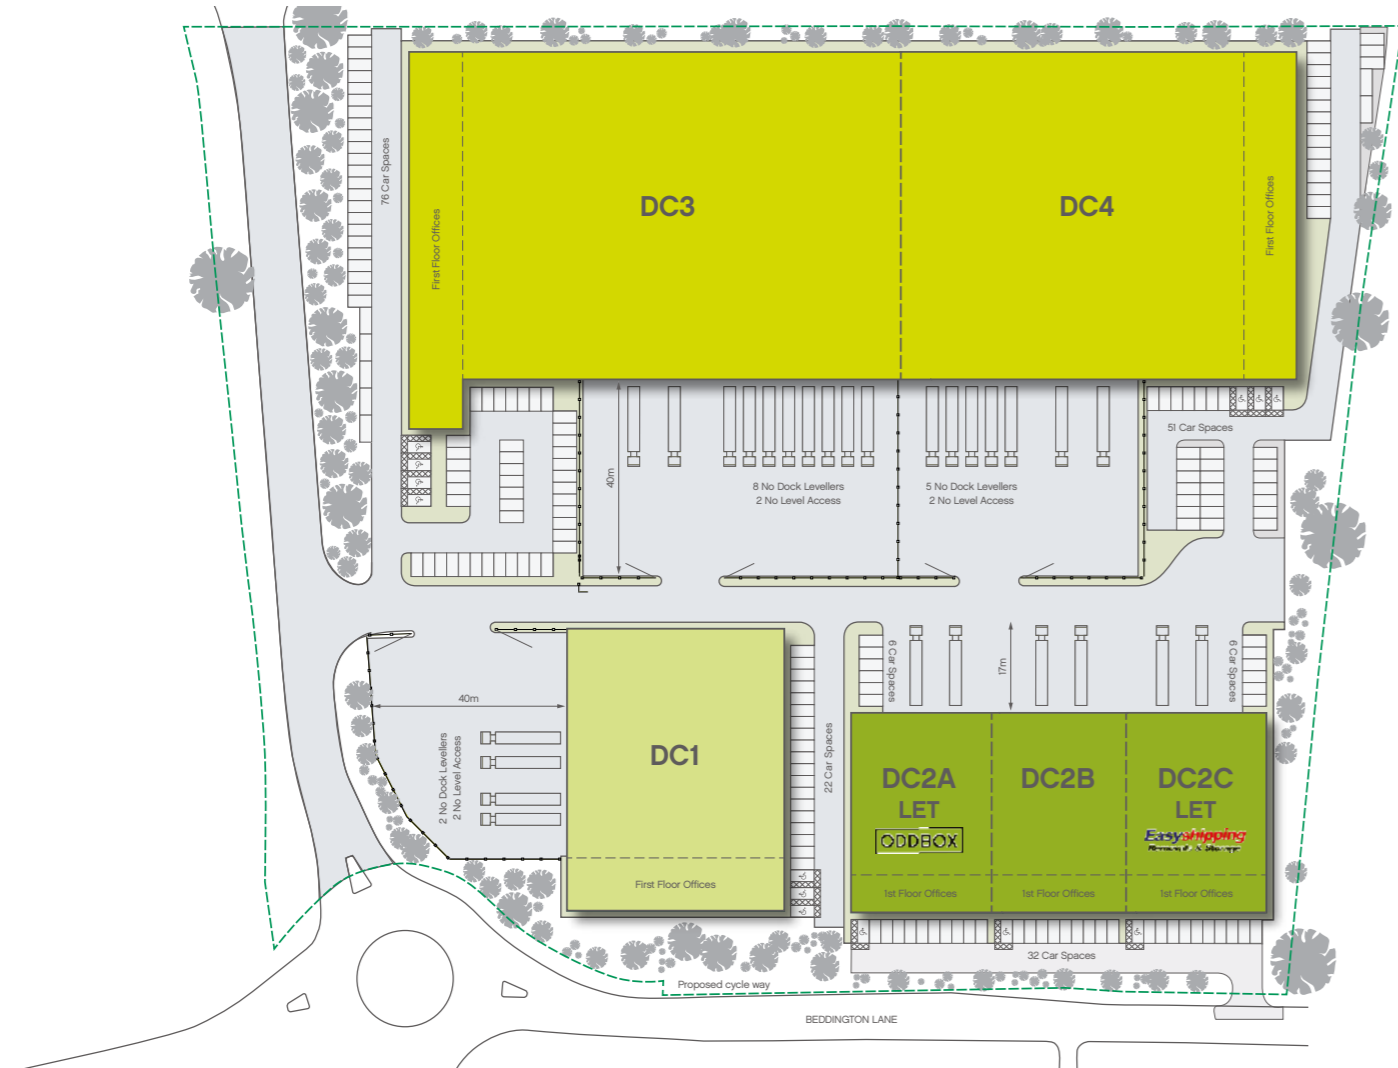 76 Car Spaces
First Floor Offices
DC3
DC4
First Floor Offices
40m
8 No Dock Levellers
2 No Level Access
5 No Dock Levellers
2 No Level Access
51 Car Spaces
40m
2 No Dock Levellers
2 No Level Access
DC1
First Floor Offices
22 Car Spaces
6 Car Spaces
17m
6 Car Spaces
DC2A
LET
ODDBOX
1st Floor Offices
DC2B
1st Floor Offices
DC2C
LET
Easyshipping
1st Floor Offices
32 Car Spaces
Proposed cycle way
BEDDINGTON LANE